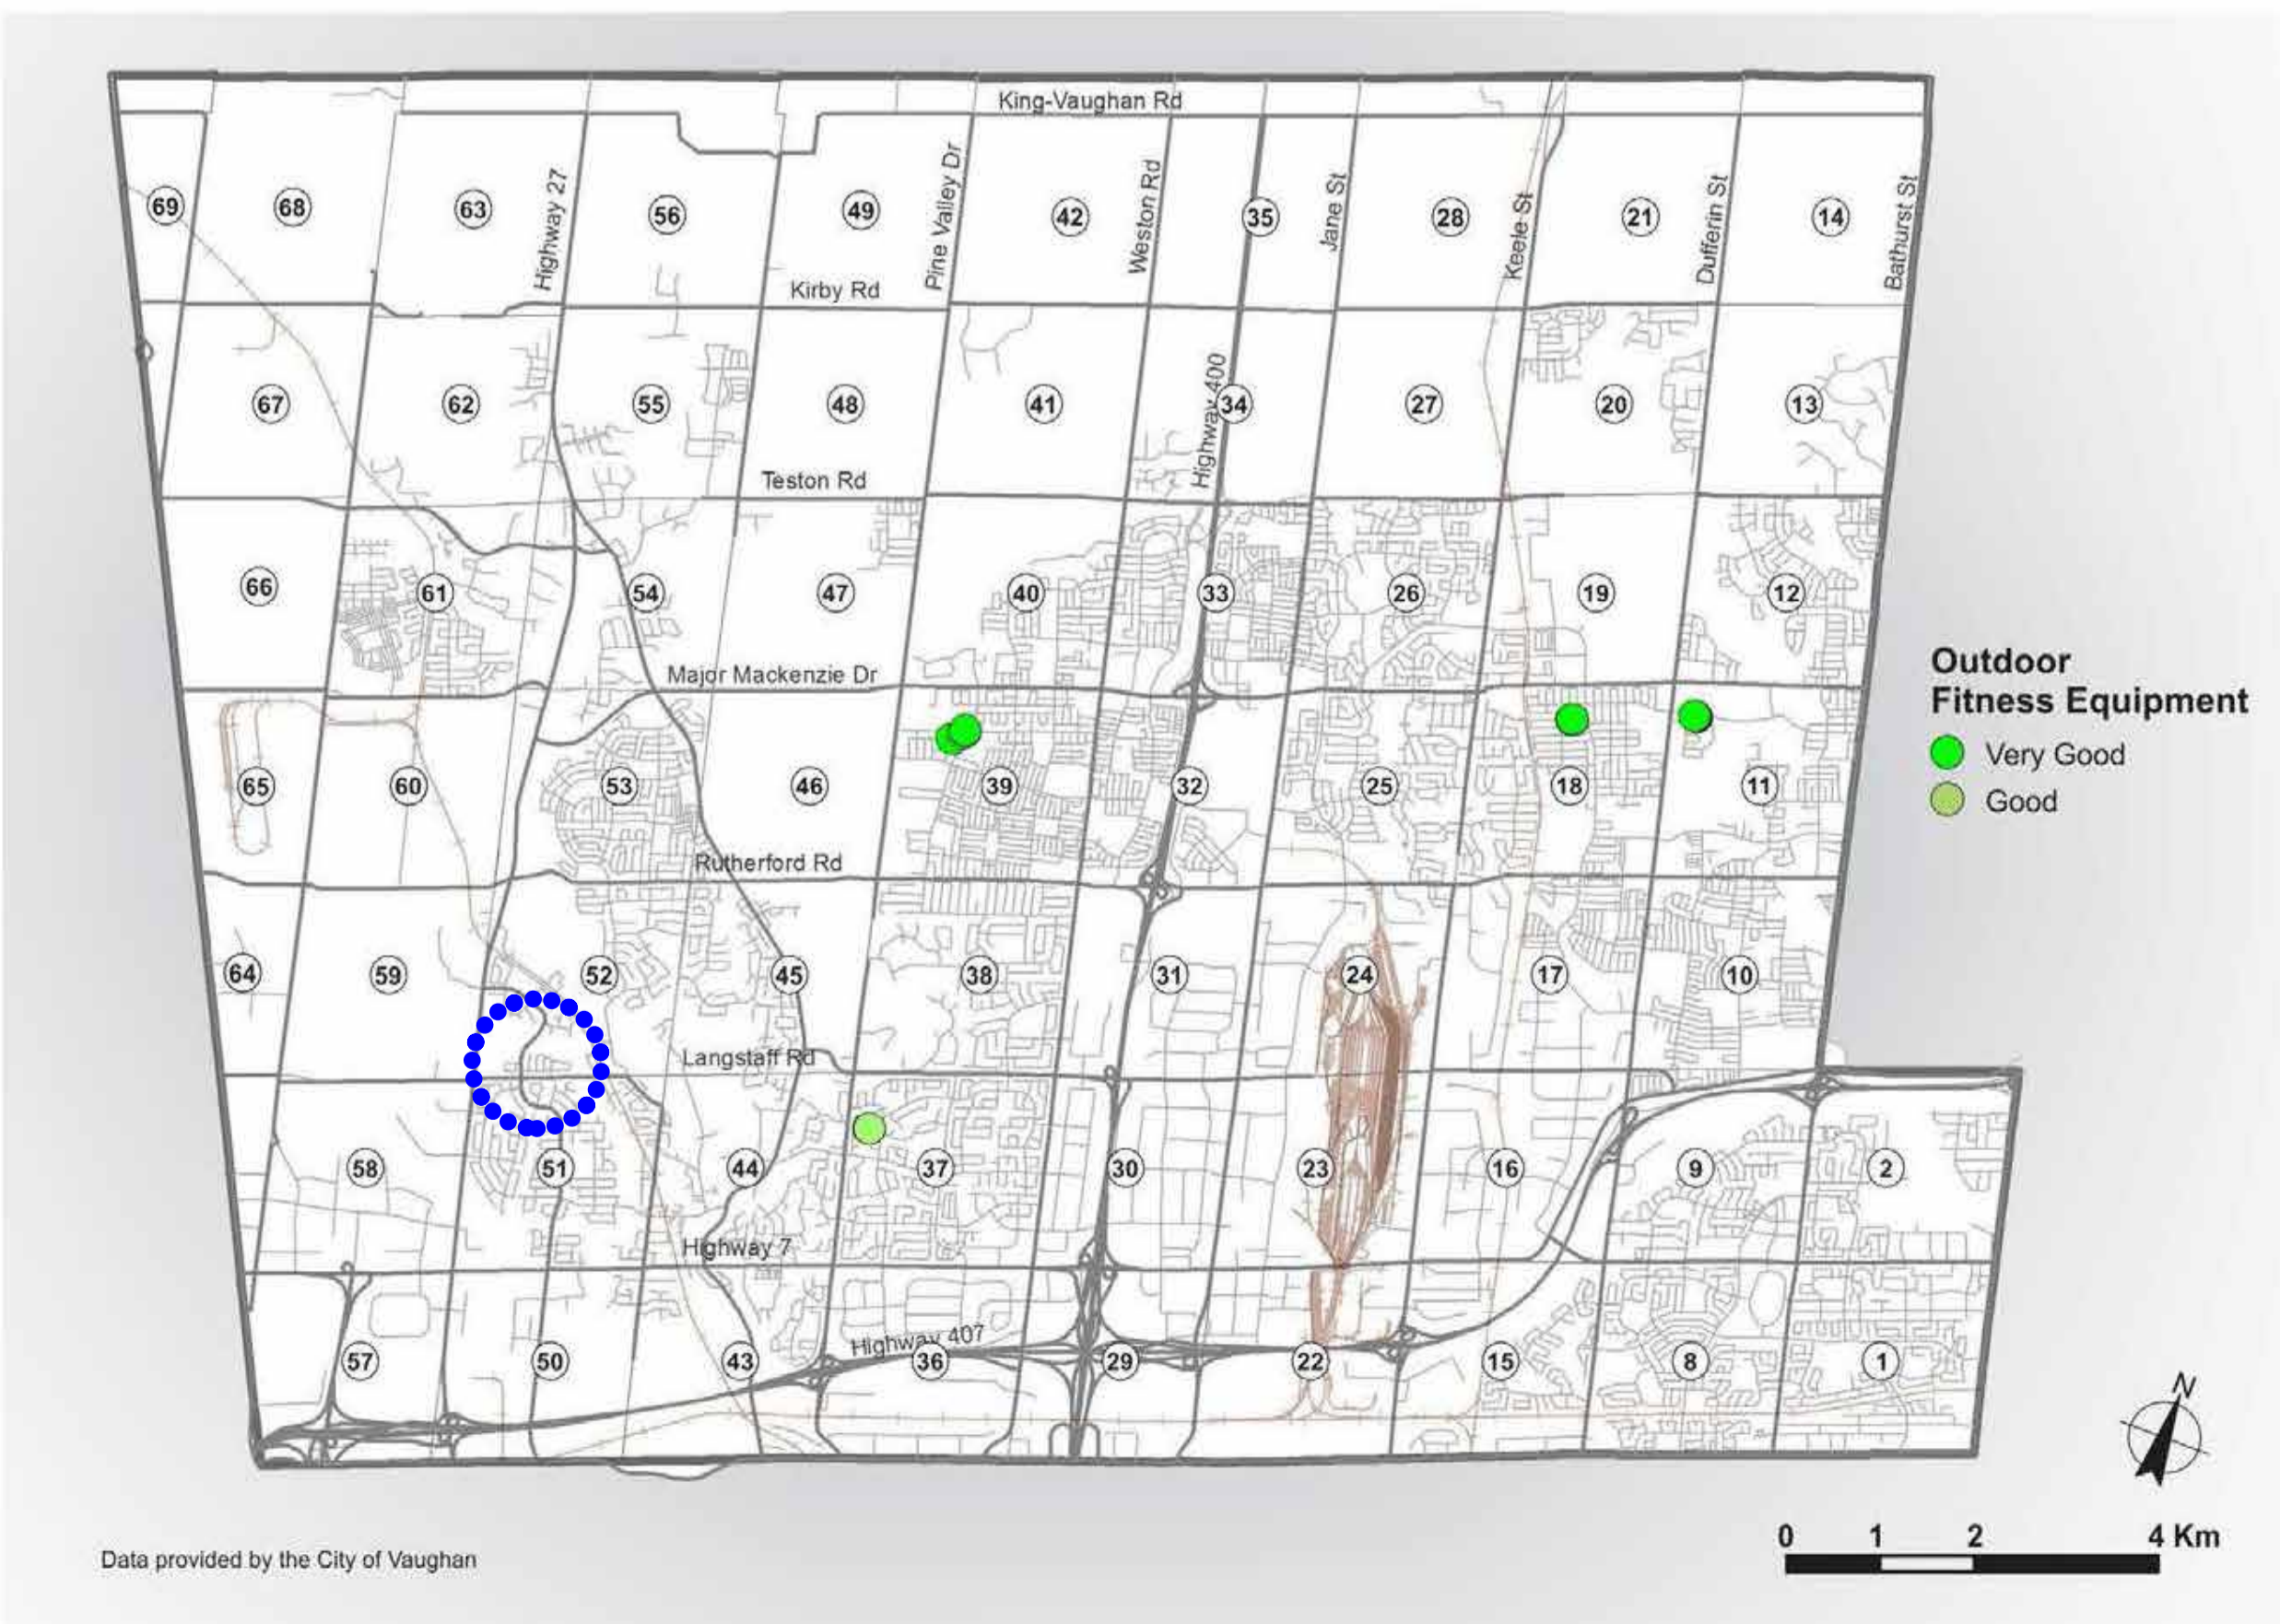 King-Vaughan Rd
69
68
63
Highway 27
56
49
Pine Valley Dr
42
Weston Rd
35
Jane St
28
Keele St
21
Dufferin St
14
Bathurst St
Kirby Rd
67
62
55
48
41
Highway 400
34
27
20
13
Teston Rd
66
61
54
47
40
33
26
19
12
Major Mackenzie Dr
65
60
53
46
39
32
25
18
11
Rutherford Rd
64
59
52
45
38
31
24
17
10
Langstaff Rd
58
51
44
37
30
23
16
9
2
Highway 7
Highway 407
57
50
43
36
29
22
15
8
1
Outdoor
Fitness Equipment
Very Good
Good
N
0 1 2 4 Km
Data provided by the City of Vaughan